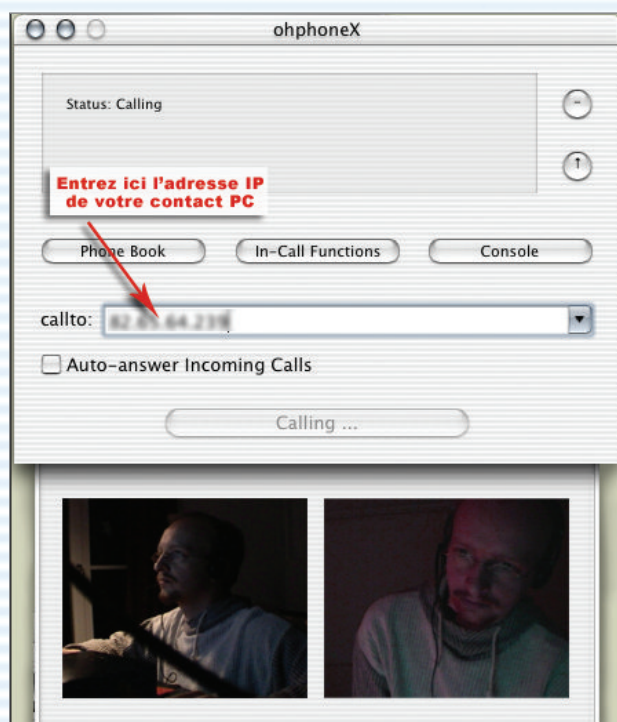 ohphoneX
Status: Calling
Entrez ici l'adresse IP
de votre contact PC
Phone Book
In-Call Functions
Console
callto:
Auto-answer Incoming Calls
Calling ...